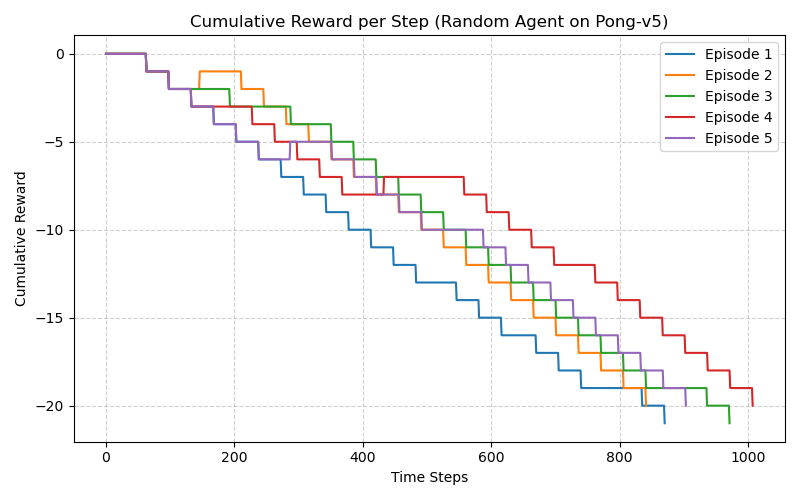 Cumulative Reward per Step (Random Agent on Pong-v5)
Episode 1
Episode 2
Episode 3
Episode 4
Episode 5
Cumulative Reward
0
−5
−10
−15
−20
0 200 400 600 800 1000
Time Steps